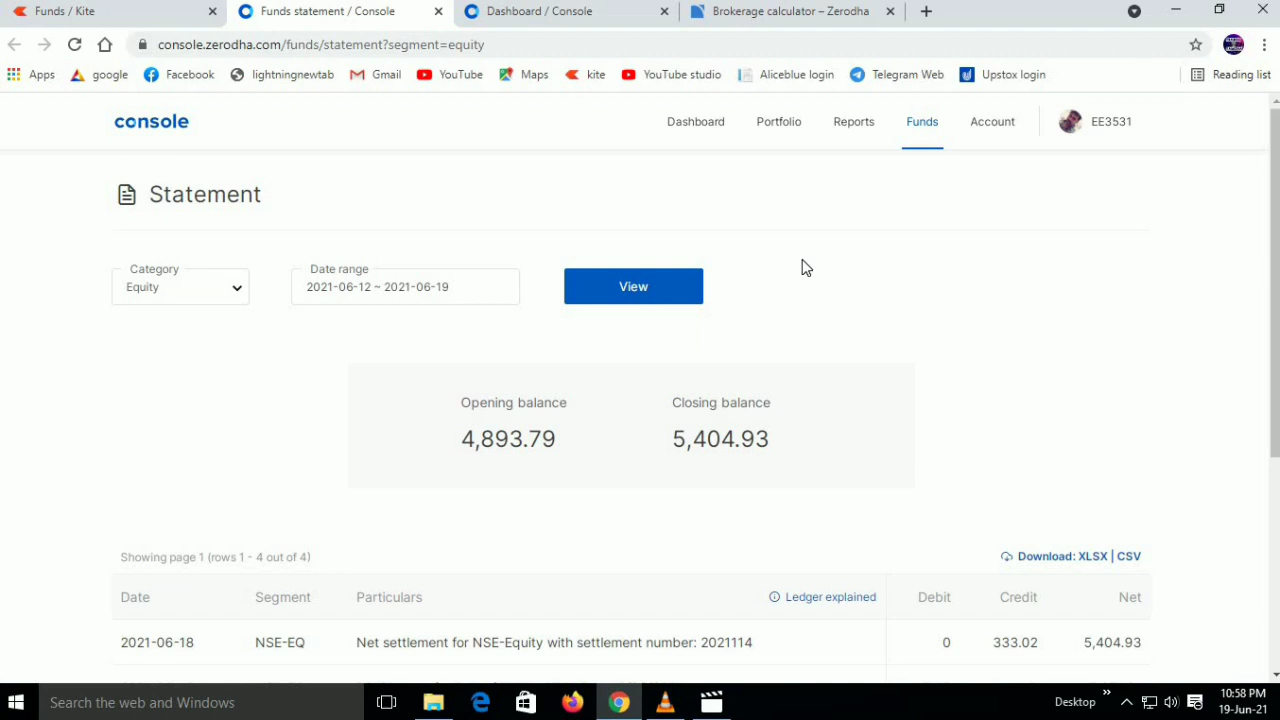 Funds / Kite
Funds statement / Console
Dashboard / Console
Brokerage calculator – Zerodha
console.zerodha.com/funds/statement?segment=equity
Apps
google
Facebook
lightningnewtab
Gmail
YouTube
Maps
kite
YouTube studio
Aliceblue login
Telegram Web
Upstox login
Reading list
console
Dashboard
Portfolio
Reports
Funds
Account
EE3531
Statement
Category
Equity
Date range
2021-06-12 ~ 2021-06-19
View
Opening balance
4,893.79
Closing balance
5,404.93
Showing page 1 (rows 1 - 4 out of 4)
Download: XLSX | CSV
Date Segment Particulars Ledger explained Debit Credit Net
2021-06-18 NSE-EQ Net settlement for NSE-Equity with settlement number: 2021114 0 333.02 5,404.93
Search the web and Windows
Desktop
10:58 PM
19-Jun-21